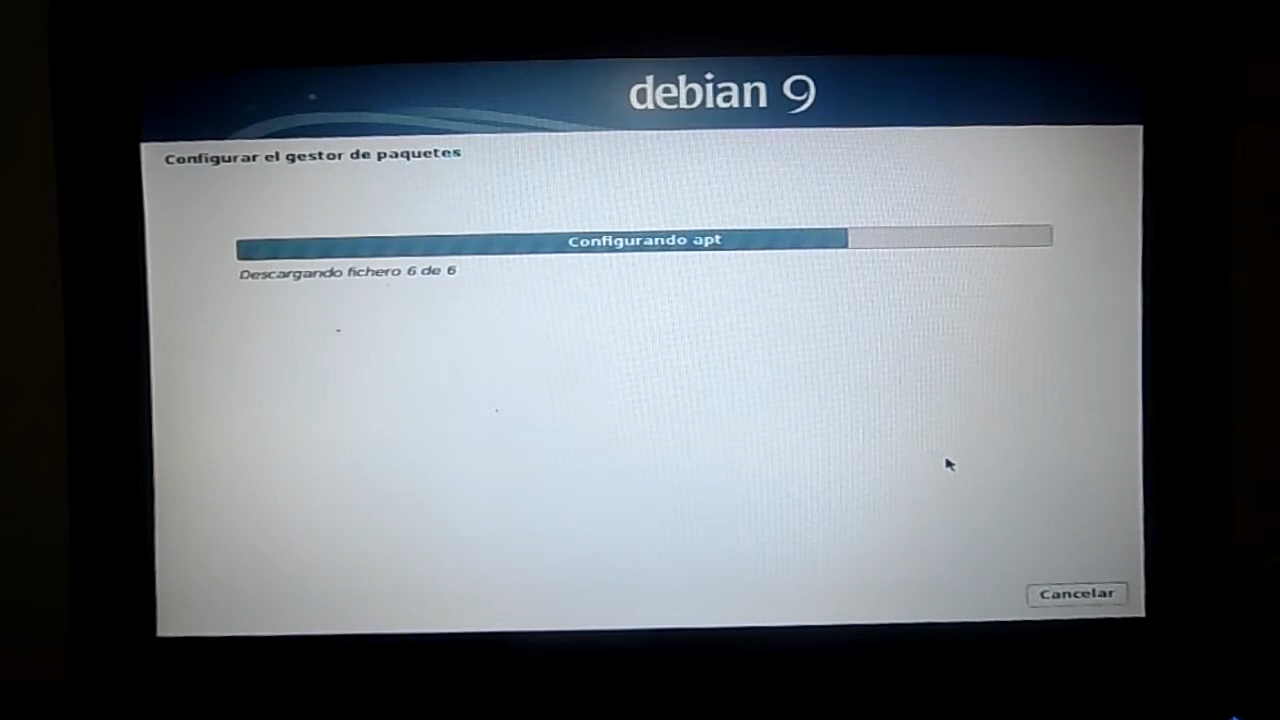 debian 9
Configurar el gestor de paquetes
Configurando apt
Descargando fichero 6 de 6
Cancelar